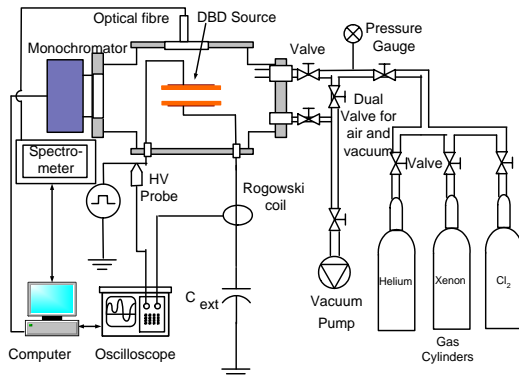 Optical fibre
DBD Source
Monochromator
Valve
Pressure
Gauge
Dual
Valve for
air and
vacuum
Spectro-
meter
HV
Probe
Rogowski
coil
Valve
C ext
Helium
Xenon
Cl2
Vacuum
Pump
Gas
Cylinders
Computer
Oscilloscope